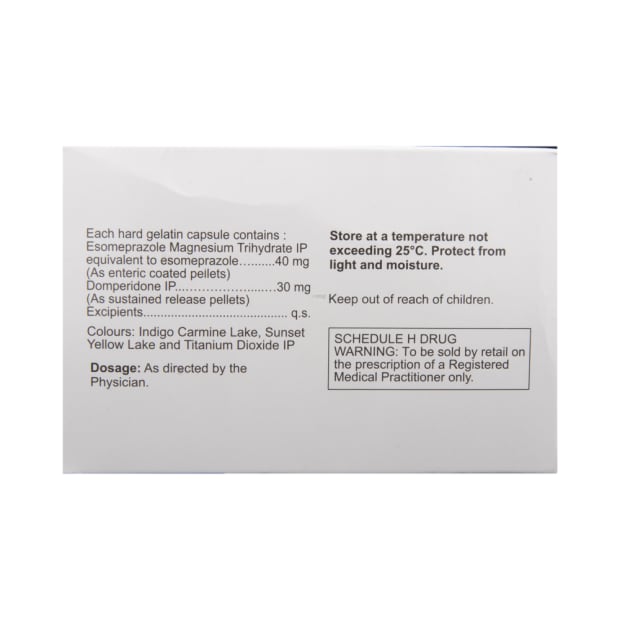 Each hard gelatin capsule contains :
Esomeprazole Magnesium Trihydrate IP
equivalent to esomeprazole..........40 mg
(As enteric coated pellets)
Domperidone IP..........................30 mg
(As sustained release pellets)
Excipients.......................................... q.s.
Colours: Indigo Carmine Lake, Sunset
Yellow Lake and Titanium Dioxide IP
Dosage: As directed by the
Physician.
Store at a temperature not
exceeding 25°C. Protect from
light and moisture.
Keep out of reach of children.
SCHEDULE H DRUG
WARNING: To be sold by retail on
the prescription of a Registered
Medical Practitioner only.